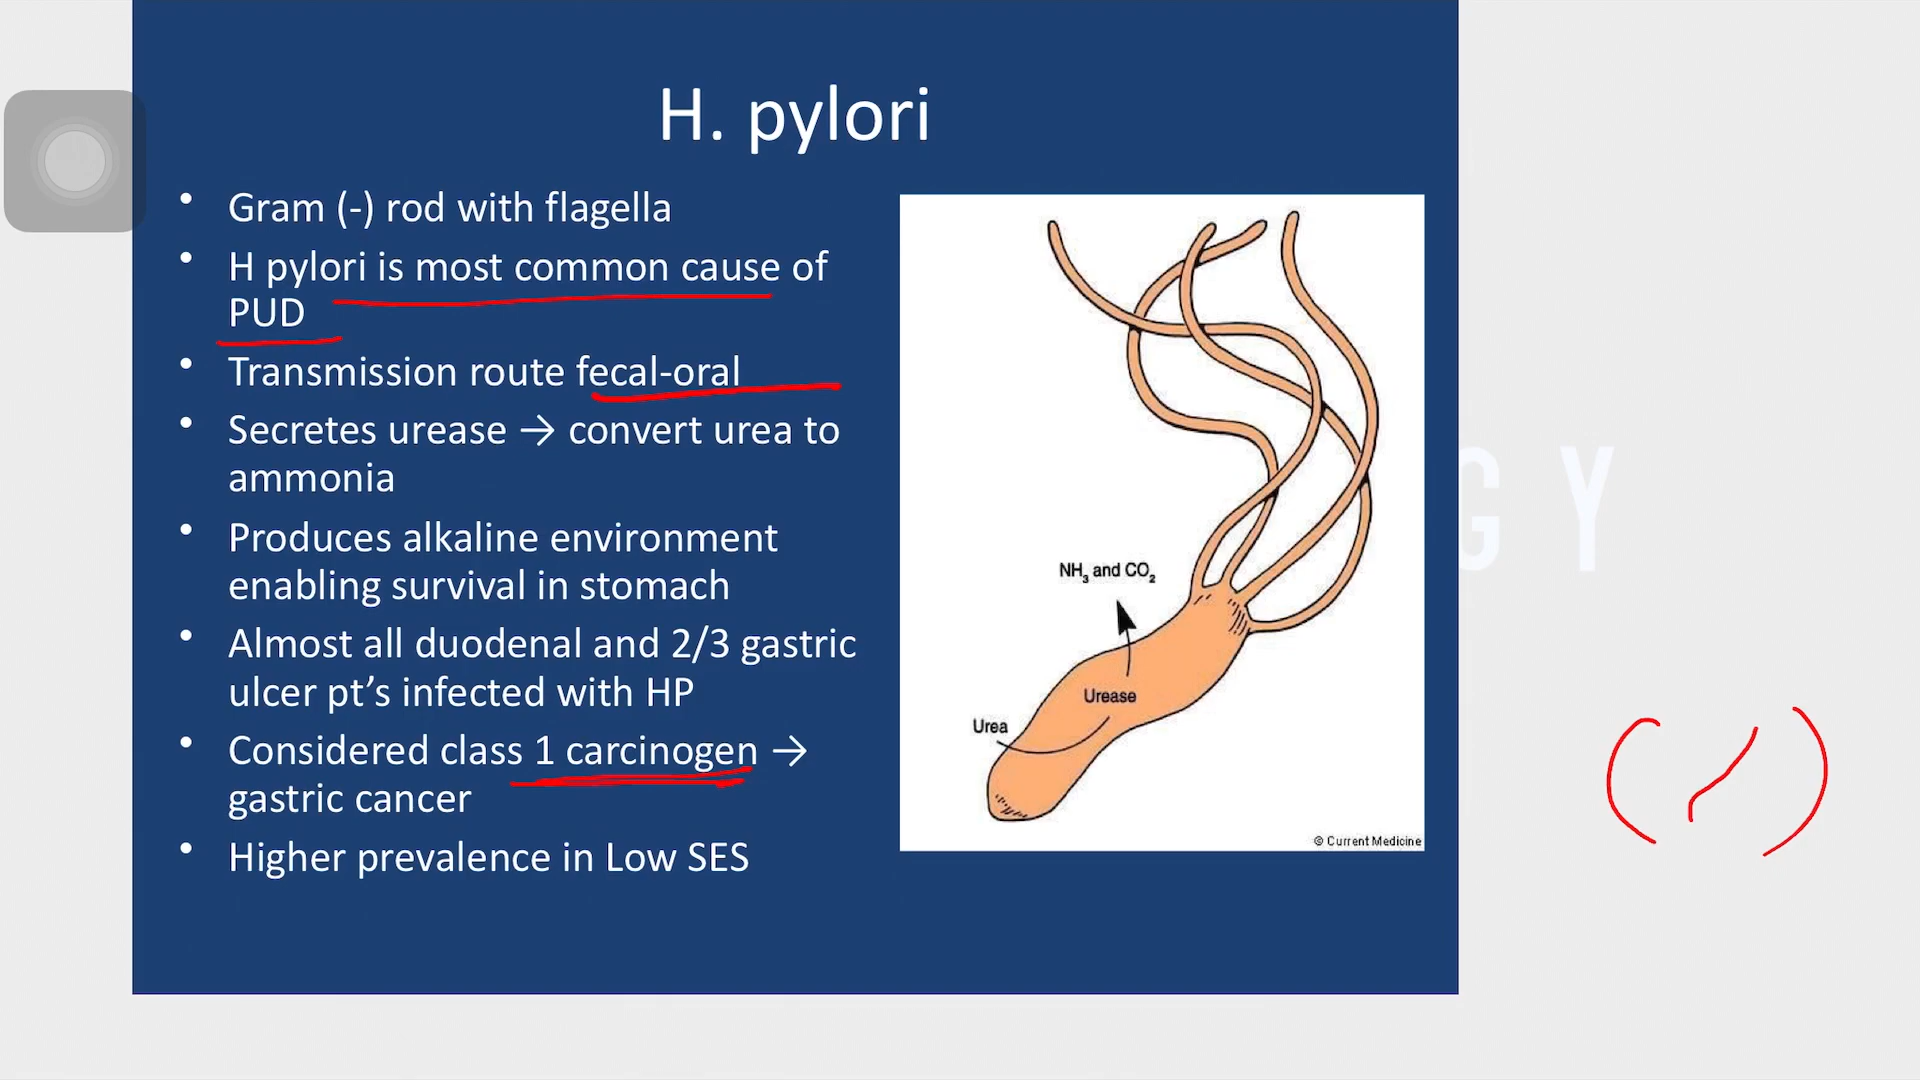 H. pylori
• Gram (-) rod with flagella
• H pylori is most common cause of
PUD
• Transmission route fecal-oral
• Secretes urease → convert urea to
ammonia
• Produces alkaline environment
enabling survival in stomach
• Almost all duodenal and 2/3 gastric
ulcer pt’s infected with HP
• Considered class 1 carcinogen →
gastric cancer
• Higher prevalence in Low SES
NH₃ and CO₂
Urease
Urea
© Current Medicine
G Y